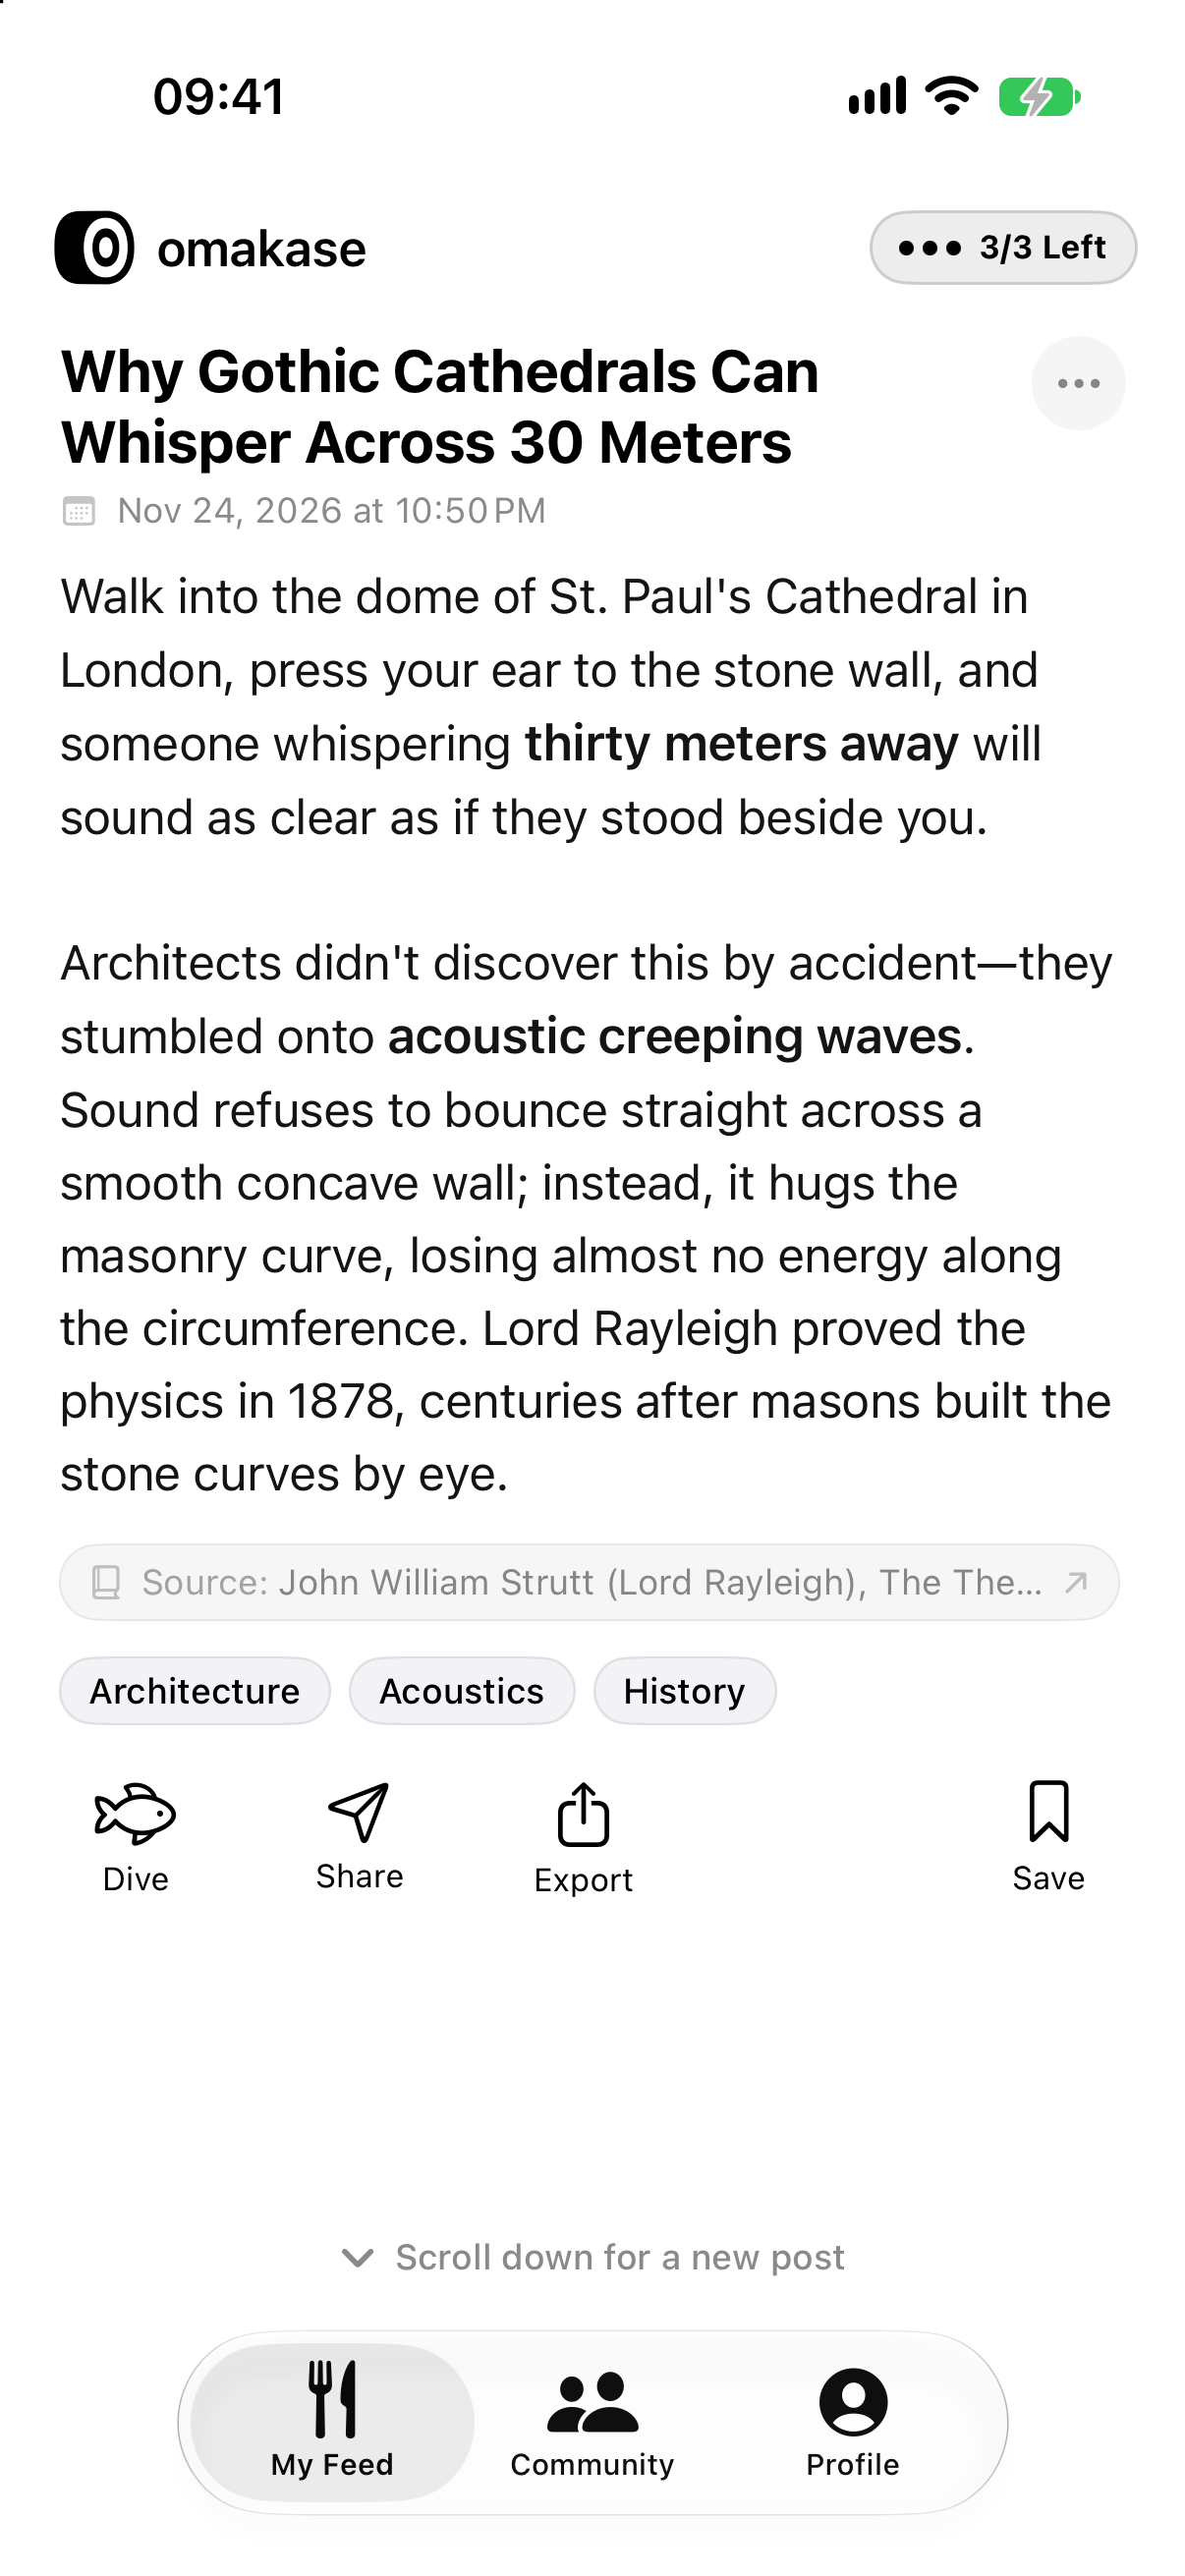 09:41
omakase
3/3 Left
Why Gothic Cathedrals Can
Whisper Across 30 Meters
Nov 24, 2026 at 10:50 PM
Walk into the dome of St. Paul's Cathedral in
London, press your ear to the stone wall, and
someone whispering thirty meters away will
sound as clear as if they stood beside you.
Architects didn't discover this by accident—they
stumbled onto acoustic creeping waves.
Sound refuses to bounce straight across a
smooth concave wall; instead, it hugs the
masonry curve, losing almost no energy along
the circumference. Lord Rayleigh proved the
physics in 1878, centuries after masons built the
stone curves by eye.
Source: John William Strutt (Lord Rayleigh), The The...
Architecture Acoustics History
Dive Share Export Save
Scroll down for a new post
My Feed Community Profile